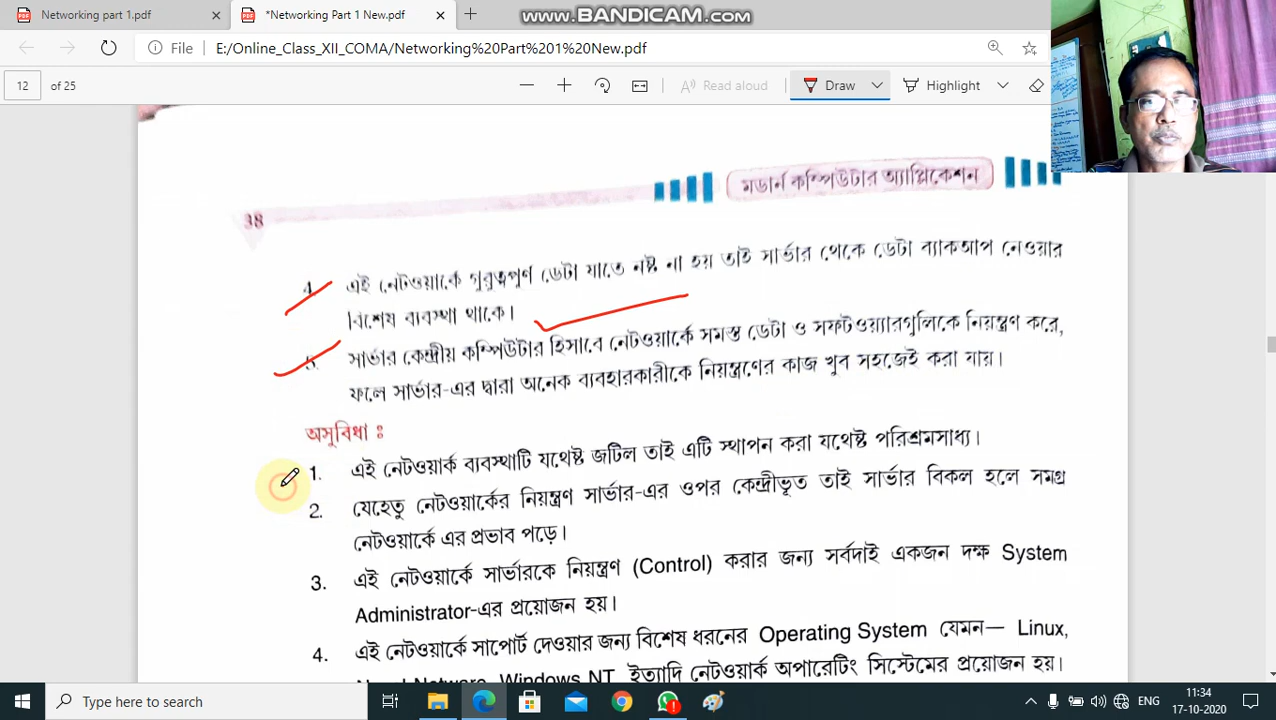 Networking part 1.pdf
*Networking Part 1 New.pdf
www.BANDICAM.com
File
E:/Online_Class_XII_COMA/Networking%20Part%201%20New.pdf
12 of 25
Read aloud
Draw
Highlight
38
মডার্ন কম্পিউটার অ্যাপ্লিকেশন
4. এই নেটওয়ার্কে গুরুত্বপূর্ণ ডেটা যাতে নষ্ট না হয় তাই সার্ভার থেকে ডেটা ব্যাকআপ নেওয়ার
বিশেষ ব্যবস্থা থাকে।
5. সার্ভার কেন্দ্রীয় কম্পিউটার হিসাবে নেটওয়ার্কে সমস্ত ডেটা ও সফটওয়্যারগুলিকে নিয়ন্ত্রণ করে,
ফলে সার্ভার-এর দ্বারা অনেক ব্যবহারকারীকে নিয়ন্ত্রণের কাজ খুব সহজেই করা যায়।
অসুবিধা ঃ
1. এই নেটওয়ার্ক ব্যবস্থাটি যথেষ্ট জটিল তাই এটি স্থাপন করা যথেষ্ট পরিশ্রমসাধ্য।
2. যেহেতু নেটওয়ার্কের নিয়ন্ত্রণ সার্ভার-এর ওপর কেন্দ্রীভূত তাই সার্ভার বিকল হলে সমগ্র
নেটওয়ার্কে এর প্রভাব পড়ে।
3. এই নেটওয়ার্কে সার্ভারকে নিয়ন্ত্রণ (Control) করার জন্য সর্বদাই একজন দক্ষ System
Administrator-এর প্রয়োজন হয়।
4. এই নেটওয়ার্কে সাপোর্ট দেওয়ার জন্য বিশেষ ধরনের Operating System যেমন— Linux,
Windows NT ইত্যাদি নেটওয়ার্ক অপারেটিং সিস্টেমের প্রয়োজন হয়।
Type here to search
ENG
11:34
17-10-2020